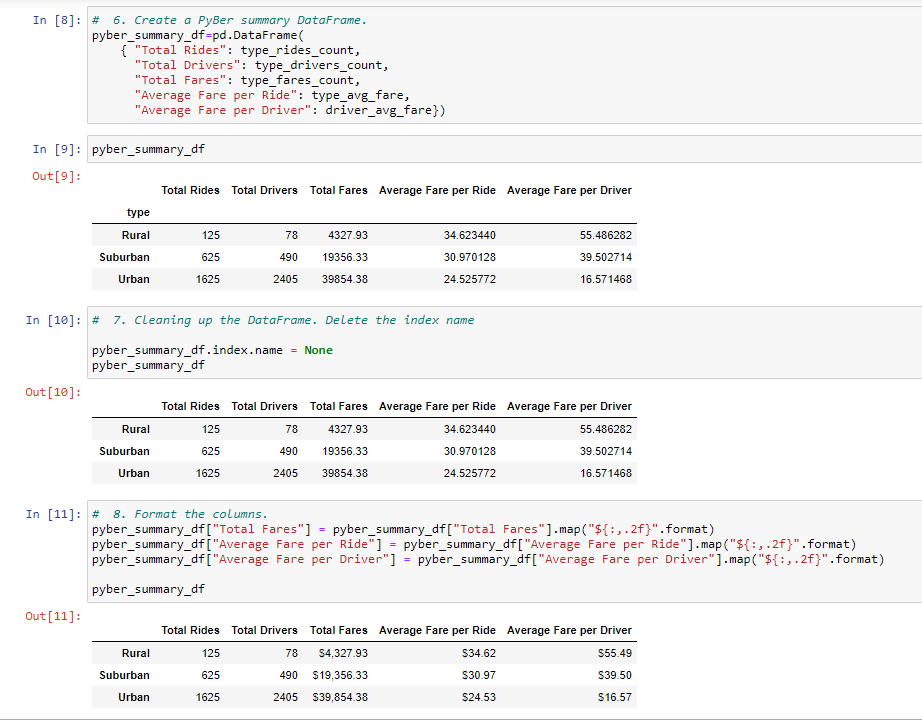 In [8]: #  6. Create a PyBer summary DataFrame.
pyber_summary_df=pd.DataFrame(
    { "Total Rides": type_rides_count,
      "Total Drivers": type_drivers_count,
      "Total Fares": type_fares_count,
      "Average Fare per Ride": type_avg_fare,
      "Average Fare per Driver": driver_avg_fare})
In [9]: pyber_summary_df
Out[9]:
Total Rides Total Drivers Total Fares Average Fare per Ride Average Fare per Driver
type
Rural 125 78 4327.93 34.623440 55.486282
Suburban 625 490 19356.33 30.970128 39.502714
Urban 1625 2405 39854.38 24.525772 16.571468
In [10]: #  7. Cleaning up the DataFrame. Delete the index name
pyber_summary_df.index.name = None
pyber_summary_df
Out[10]:
Total Rides Total Drivers Total Fares Average Fare per Ride Average Fare per Driver
Rural 125 78 4327.93 34.623440 55.486282
Suburban 625 490 19356.33 30.970128 39.502714
Urban 1625 2405 39854.38 24.525772 16.571468
In [11]: #  8. Format the columns.
pyber_summary_df["Total Fares"] = pyber_summary_df["Total Fares"].map("${:,.2f}".format)
pyber_summary_df["Average Fare per Ride"] = pyber_summary_df["Average Fare per Ride"].map("${:,.2f}".format)
pyber_summary_df["Average Fare per Driver"] = pyber_summary_df["Average Fare per Driver"].map("${:,.2f}".format)
pyber_summary_df
Out[11]:
Total Rides Total Drivers Total Fares Average Fare per Ride Average Fare per Driver
Rural 125 78 $4,327.93 $34.62 $55.49
Suburban 625 490 $19,356.33 $30.97 $39.50
Urban 1625 2405 $39,854.38 $24.53 $16.57